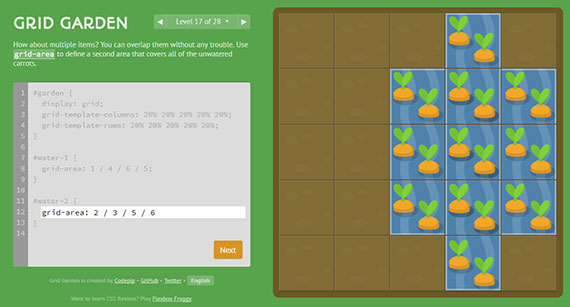 GRID GARDEN
Level 17 of 28
How about multiple items? You can overlap them without any trouble. Use
grid-area to define a second area that covers all of the unwatered
carrots.
1 #garden {
2 display: grid;
3 grid-template-columns: 20% 20% 20% 20% 20%;
4 grid-template-rows: 20% 20% 20% 20% 20%;
5 }
6
7 #water-1 {
8 grid-area: 1 / 4 / 6 / 5;
9 }
10
11 #water-2 {
12 grid-area: 2 / 3 / 5 / 6
13 }
14
Next
Grid Garden is created by Codepip • GitHub • Twitter • English
Want to learn CSS flexbox? Play Flexbox Froggy.